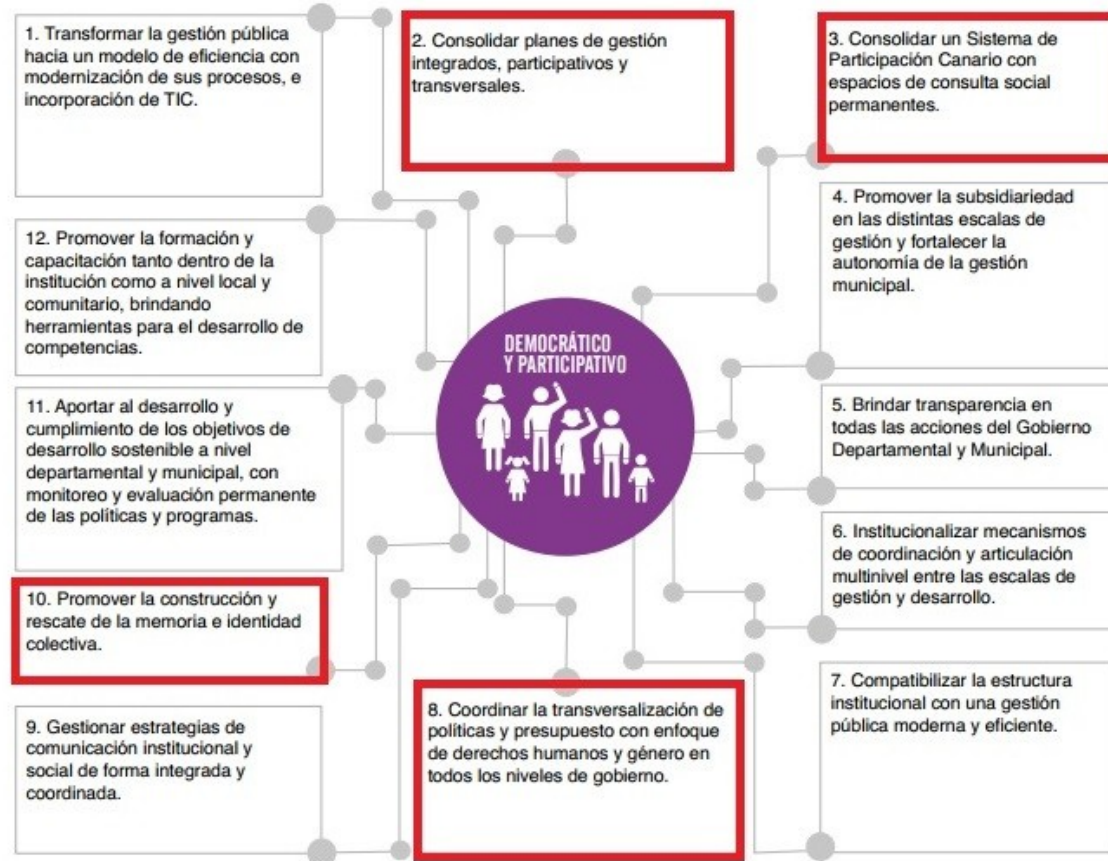 1. Transformar la gestión pública
hacia un modelo de eficiencia con
modernización de sus procesos, e
incorporación de TIC.
2. Consolidar planes de gestión
integrados, participativos y
transversales.
3. Consolidar un Sistema de
Participación Canario con
espacios de consulta social
permanentes.
4. Promover la subsidiariedad
en las distintas escalas de
gestión y fortalecer la
autonomía de la gestión
municipal.
12. Promover la formación y
capacitación tanto dentro de la
institución como a nivel local y
comunitario, brindando
herramientas para el desarrollo de
competencias.
DEMOCRÁTICO
Y PARTICIPATIVO
5. Brindar transparencia en
todas las acciones del Gobierno
Departamental y Municipal.
11. Aportar al desarrollo y
cumplimiento de los objetivos de
desarrollo sostenible a nivel
departamental y municipal, con
monitoreo y evaluación permanente
de las políticas y programas.
6. Institucionalizar mecanismos
de coordinación y articulación
multinivel entre las escalas de
gestión y desarrollo.
10. Promover la construcción y
rescate de la memoria e identidad
colectiva.
7. Compatibilizar la estructura
institucional con una gestión
pública moderna y eficiente.
8. Coordinar la transversalización de
políticas y presupuesto con enfoque
de derechos humanos y género en
todos los niveles de gobierno.
9. Gestionar estrategias de
comunicación institucional y
social de forma integrada y
coordinada.